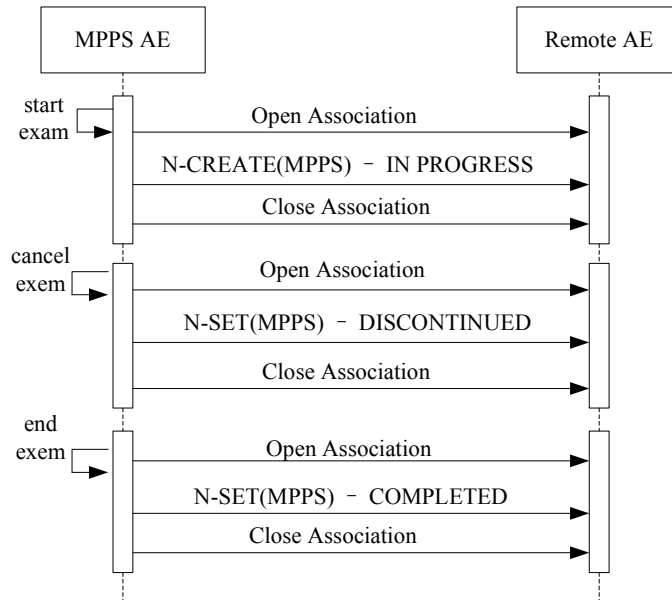 MPPS AE
Remote AE
start
exam
Open Association
N-CREATE(MPPS) - IN PROGRESS
Close Association
cancel
exem
Open Association
N-SET(MPPS) - DISCONTINUED
Close Association
end
exem
Open Association
N-SET(MPPS) - COMPLETED
Close Association